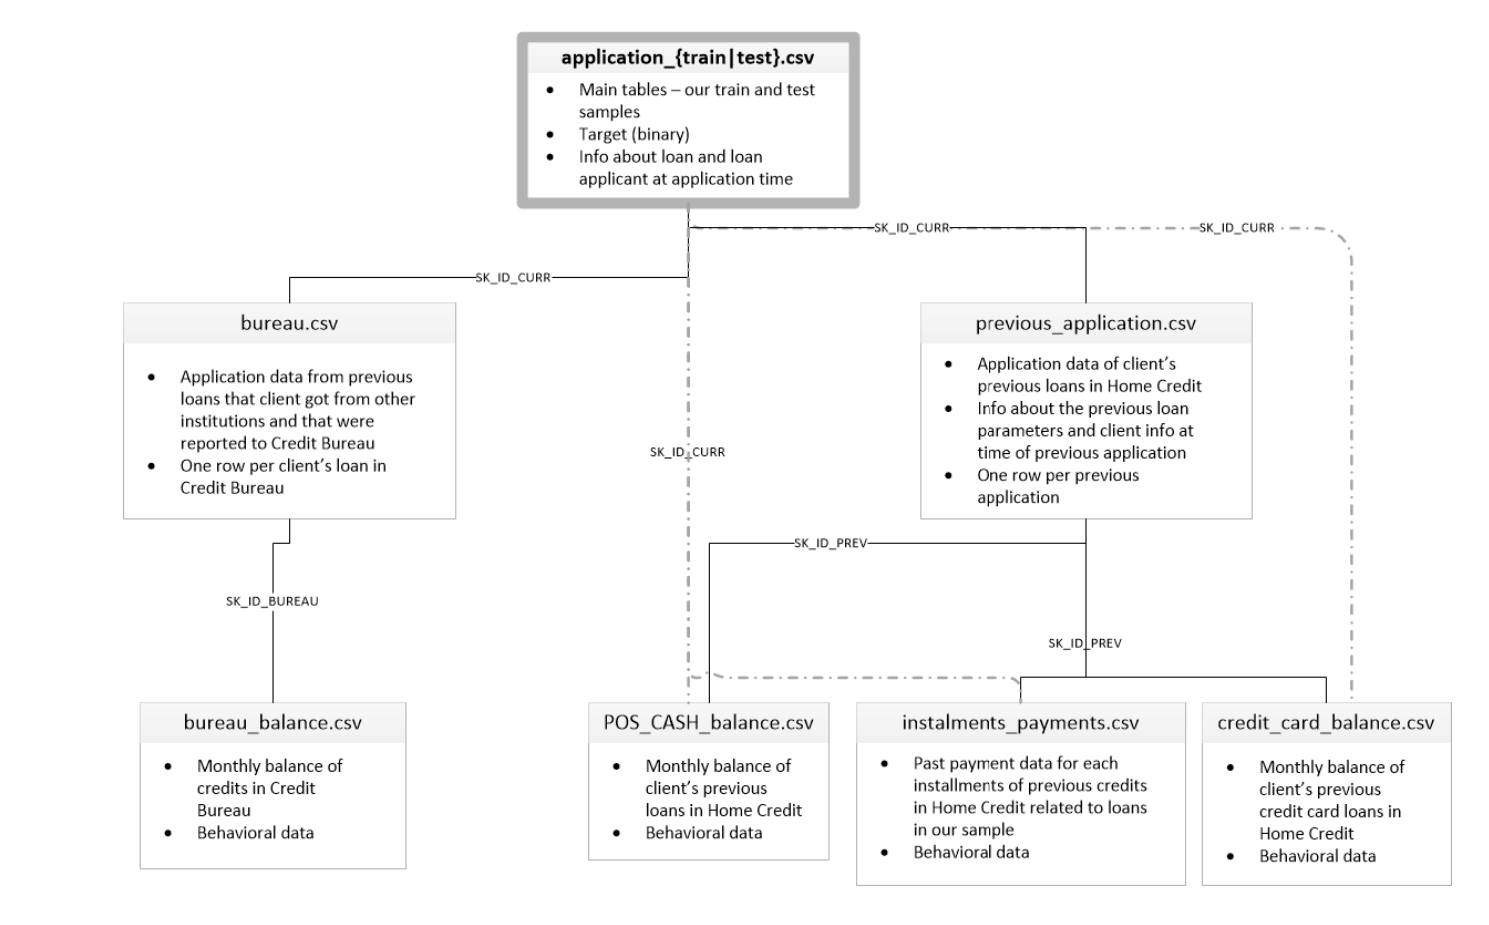 application_{train|test}.csv
• Main tables – our train and test
samples
• Target (binary)
• Info about loan and loan
applicant at application time
SK_ID_CURR
SK_ID_CURR
SK_ID_CURR
bureau.csv
• Application data from previous
loans that client got from other
institutions and that were
reported to Credit Bureau
• One row per client’s loan in
Credit Bureau
previous_application.csv
• Application data of client’s
previous loans in Home Credit
• Info about the previous loan
parameters and client info at
time of previous application
• One row per previous
application
SK_ID_CURR
SK_ID_PREV
SK_ID_BUREAU
SK_ID_PREV
bureau_balance.csv
• Monthly balance of
credits in Credit
Bureau
• Behavioral data
POS_CASH_balance.csv
• Monthly balance of
client’s previous
loans in Home Credit
• Behavioral data
instalments_payments.csv
• Past payment data for each
installments of previous credits
in Home Credit related to loans
in our sample
• Behavioral data
credit_card_balance.csv
• Monthly balance of
client’s previous
credit card loans in
Home Credit
• Behavioral data